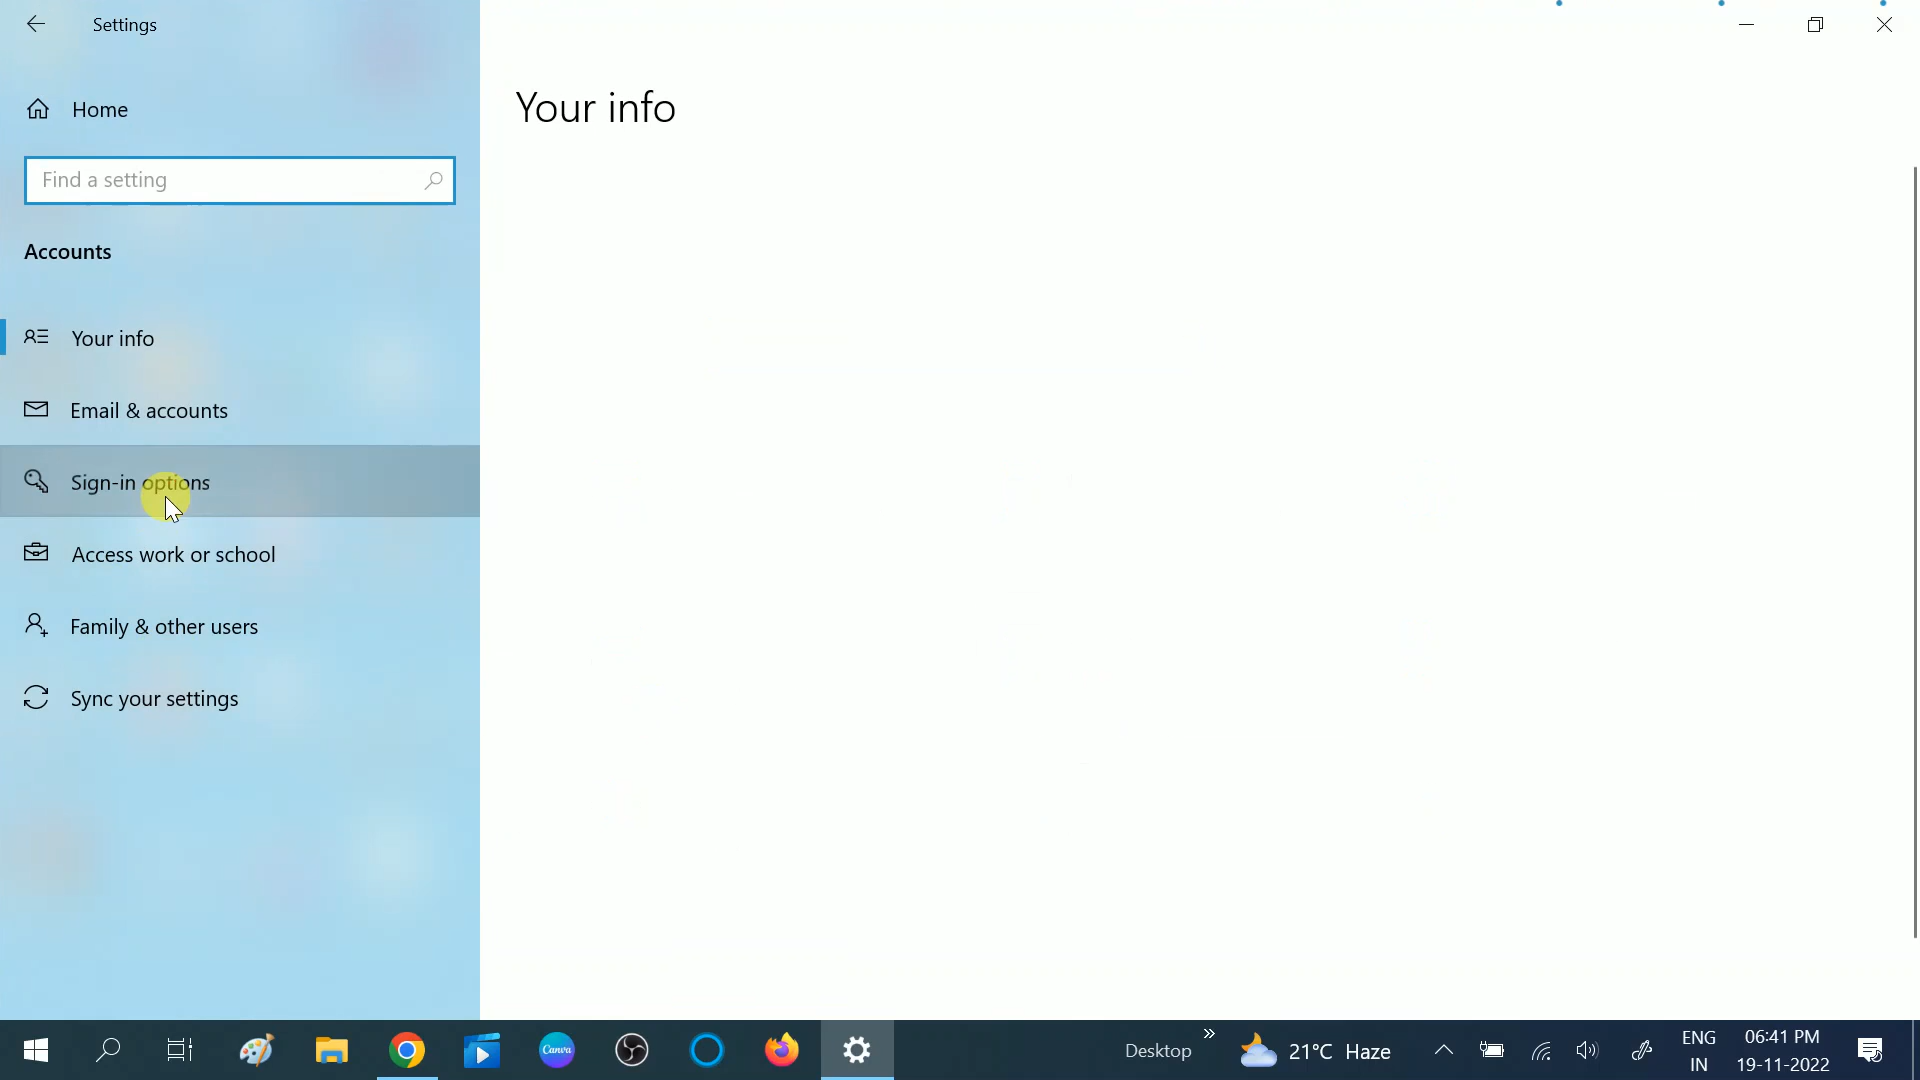 Settings
Home
Find a setting
Accounts
Your info
Email & accounts
Sign-in options
Access work or school
Family & other users
Sync your settings
Your info
Canva
Desktop
21°C Haze
ENG
IN
06:41 PM
19-11-2022